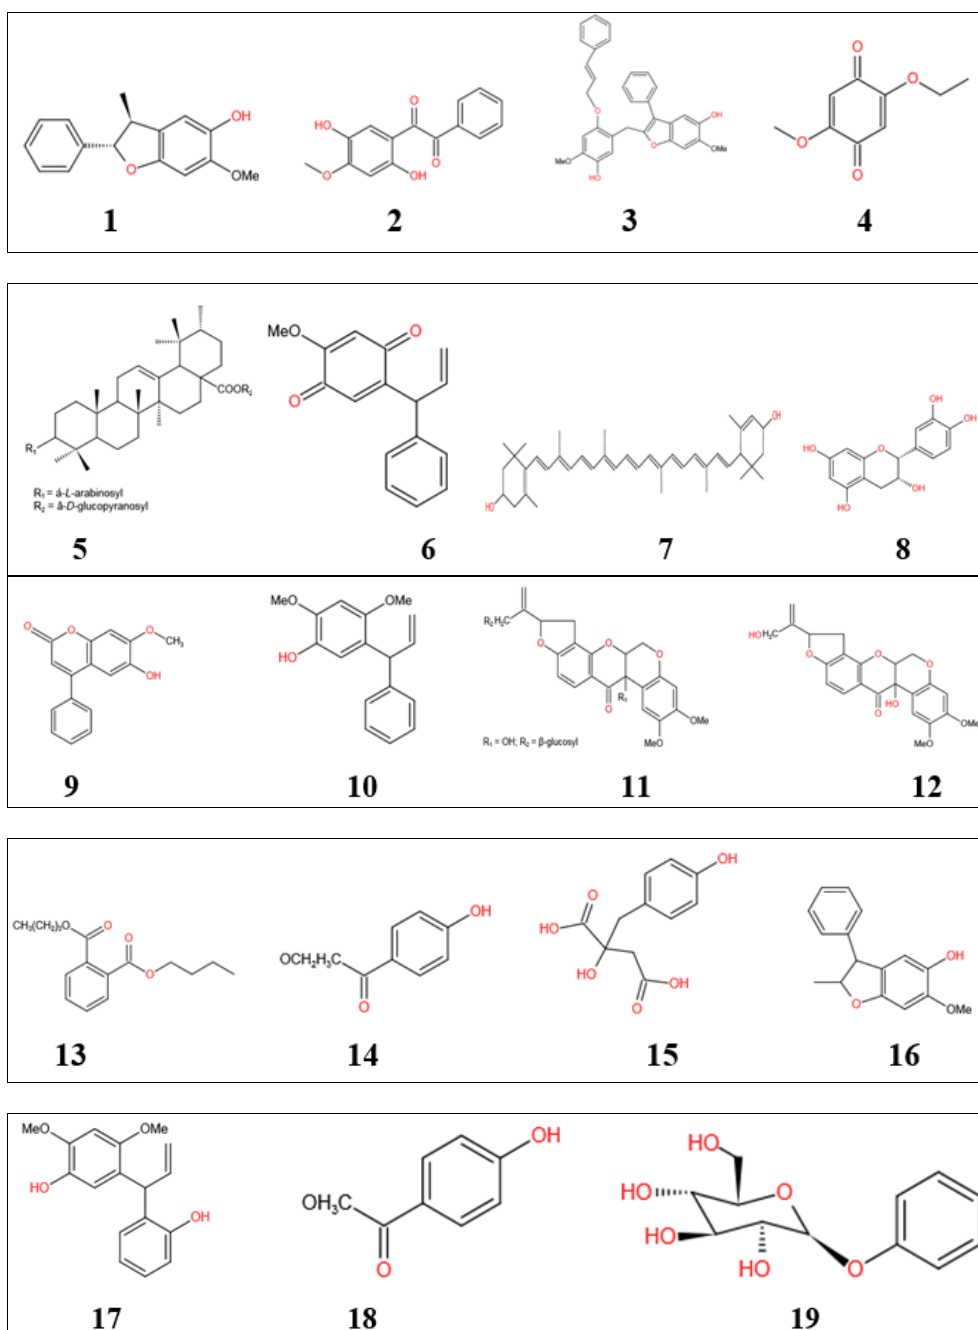 OH
O
OMe
1
O
HO
O
O
OH
2
O
OH
MeO
O
OMe
HO
3
O
O
O
O
4
COOR₂
R₁
R₁ = á-L-arabinosyl
R₂ = â-D-glucopyranosyl
5
MeO
O
O
6
OH
HO
7
OH
OH
HO
O
OH
HO
8
O
O
O
CH₃
OH
9
MeO
OMe
HO
10
R₂H₂C
O
O
O
O
R₁
OMe
MeO
R₁ = OH; R₂ = β-glucosyl
11
HOH₂C
O
O
O
O
HO
OMe
MeO
12
CH₃(CH₂)₃O
O
O
O
13
OH
OCH₂H₃C
O
14
OH
O
HO
HO
OH
O
15
OH
O
OMe
16
MeO
OMe
HO
OH
17
OH
OH₃C
O
18
HO
HO
O
HO
OH
O
19